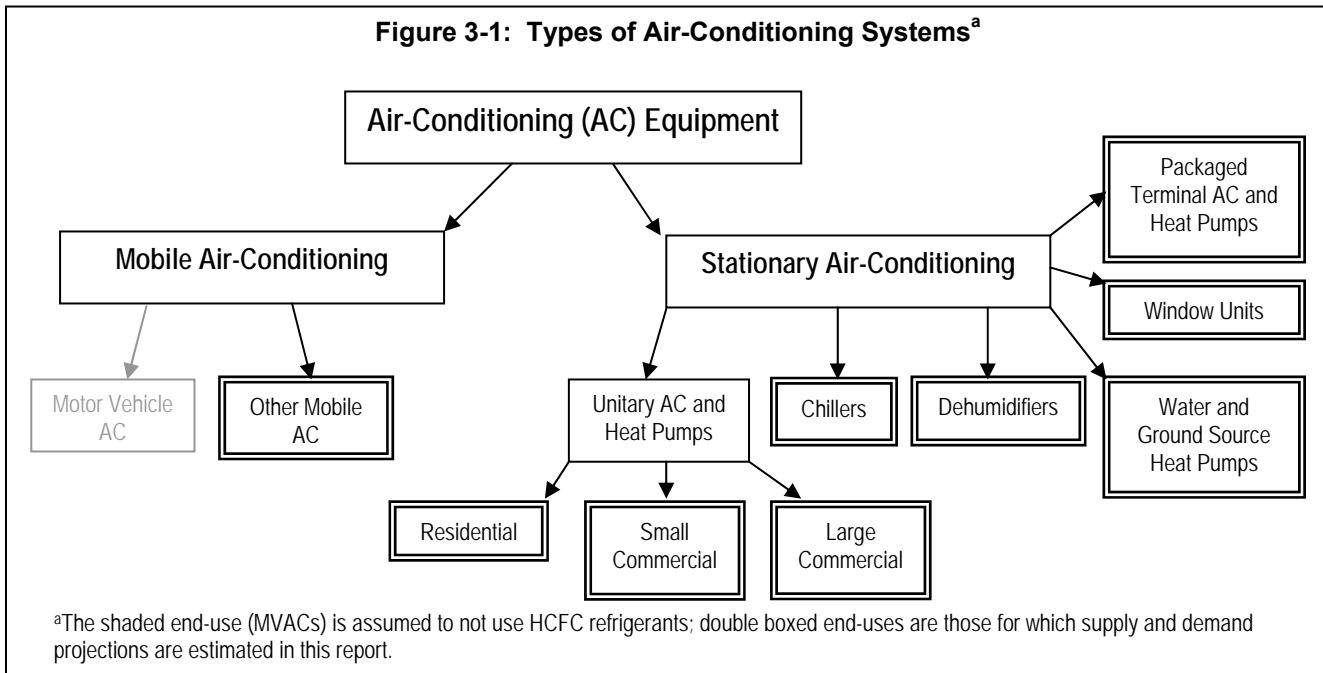 Figure 3-1: Types of Air-Conditioning Systemsª
Air-Conditioning (AC) Equipment
Packaged
Terminal AC and
Heat Pumps
Mobile Air-Conditioning
Stationary Air-Conditioning
Window Units
Motor Vehicle
AC
Other Mobile
AC
Unitary AC and
Heat Pumps
Chillers
Dehumidifiers
Water and
Ground Source
Heat Pumps
Residential
Small
Commercial
Large
Commercial
ªThe shaded end-use (MVACs) is assumed to not use HCFC refrigerants; double boxed end-uses are those for which supply and demand
projections are estimated in this report.